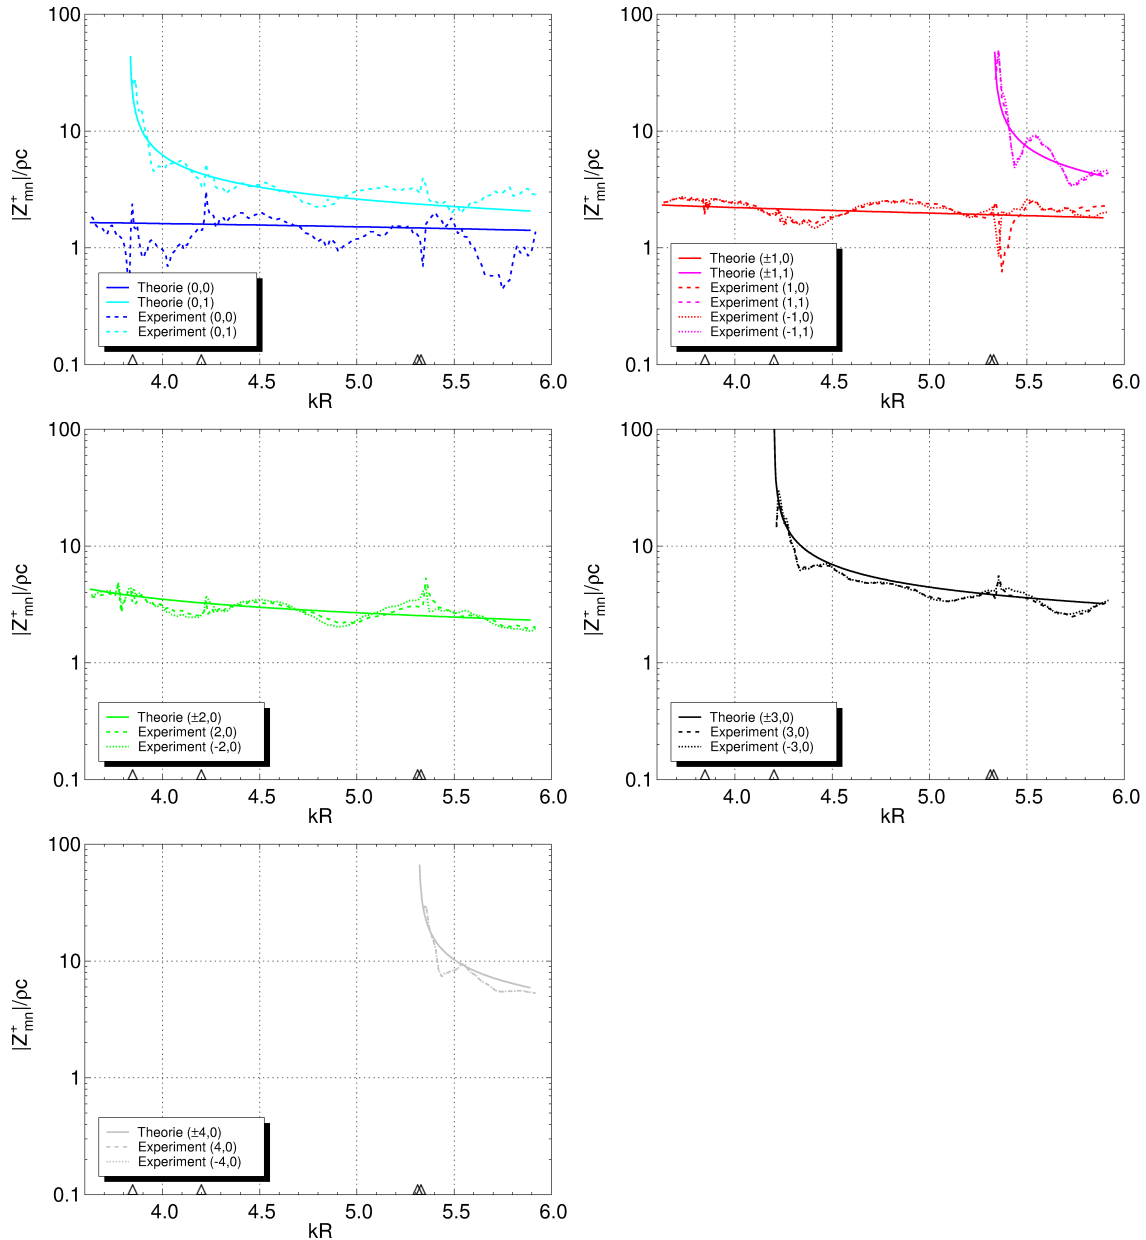 100
10
1
0.1
|Z⁺mn|/ρc
Theorie (0,0)
Theorie (0,1)
Experiment (0,0)
Experiment (0,1)
4.0 4.5 5.0 5.5 6.0
kR
100
10
1
0.1
|Z⁺mn|/ρc
Theorie (±1,0)
Theorie (±1,1)
Experiment (1,0)
Experiment (1,1)
Experiment (-1,0)
Experiment (-1,1)
4.0 4.5 5.0 5.5 6.0
kR
100
10
1
0.1
|Z⁺mn|/ρc
Theorie (±2,0)
Experiment (2,0)
Experiment (-2,0)
4.0 4.5 5.0 5.5 6.0
kR
100
10
1
0.1
|Z⁺mn|/ρc
Theorie (±3,0)
Experiment (3,0)
Experiment (-3,0)
4.0 4.5 5.0 5.5 6.0
kR
100
10
1
0.1
|Z⁺mn|/ρc
Theorie (±4,0)
Experiment (4,0)
Experiment (-4,0)
4.0 4.5 5.0 5.5 6.0
kR